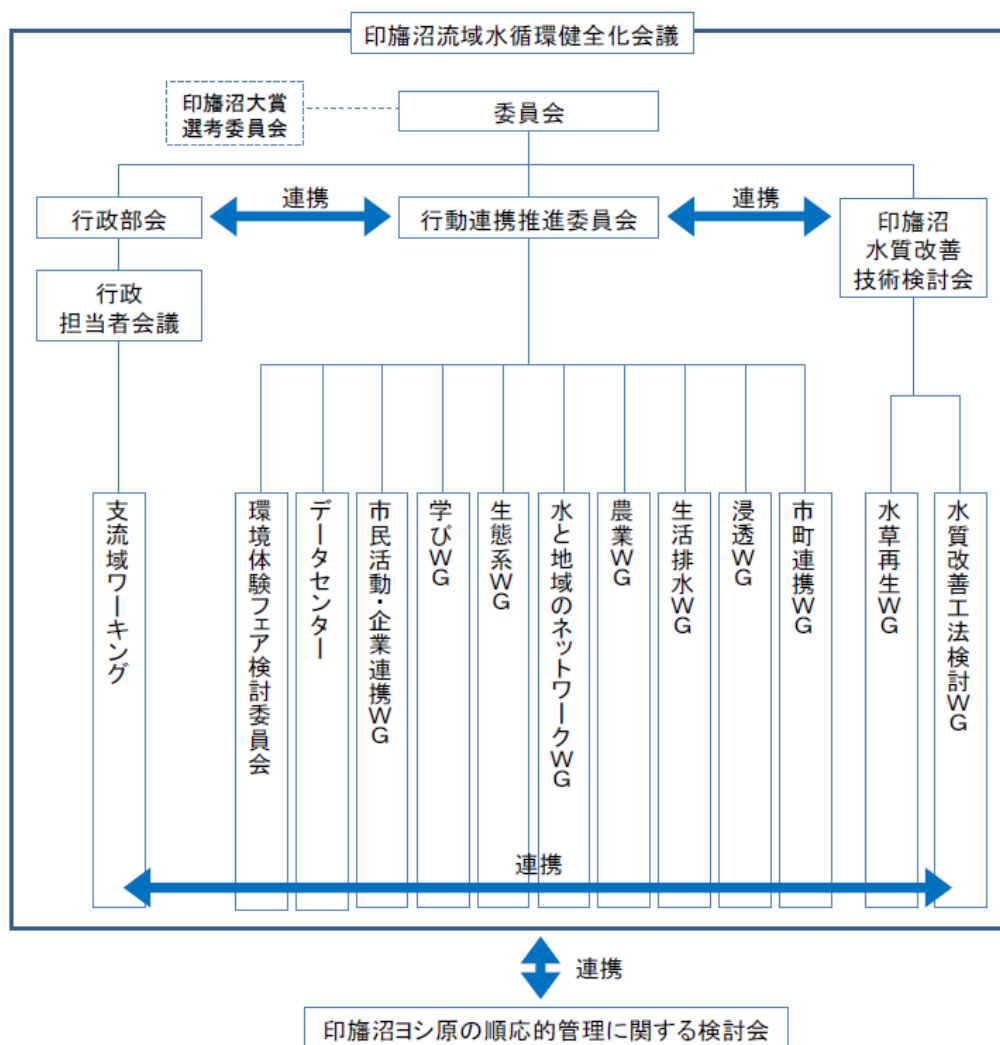 印旛沼流域水循環健全化会議
印旛沼大賞
選考委員会
委員会
行政部会
連携
行動連携推進委員会
連携
印旛沼
水質改善
技術検討会
行政
担当者会議
支流域ワーキング
環境体験フェア検討委員会
データセンター
市民活動・企業連携WG
学びWG
生態系WG
水と地域のネットワークWG
農業WG
生活排水WG
浸透WG
市町連携WG
水草再生WG
水質改善工法検討WG
連携
連携
印旛沼ヨシ原の順応的管理に関する検討会